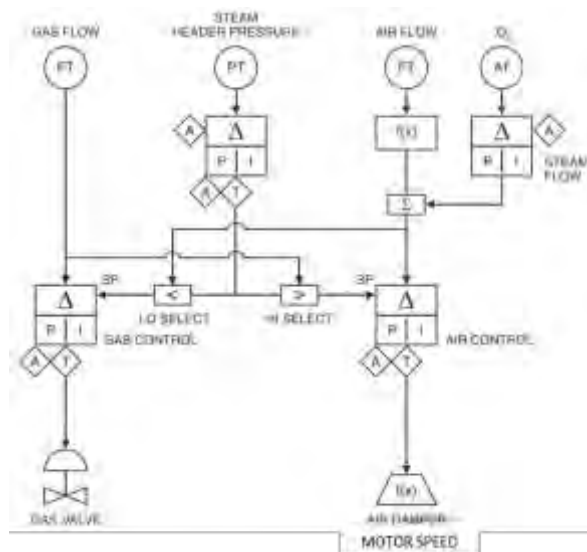 GAS FLOW
STEAM
HEADER PRESSURE
AIR FLOW
O₂
FT
PT
FT
AT
A
Δ
f(x)
Δ
A
P I
P I
STEAM
FLOW
A T
Σ
SP
SP
Δ
<
>
Δ
LO SELECT
HI SELECT
P I
P I
GAS CONTROL
AIR CONTROL
A T
A T
f(x)
GAS VALVE
AIR DAMPER
MOTOR SPEED